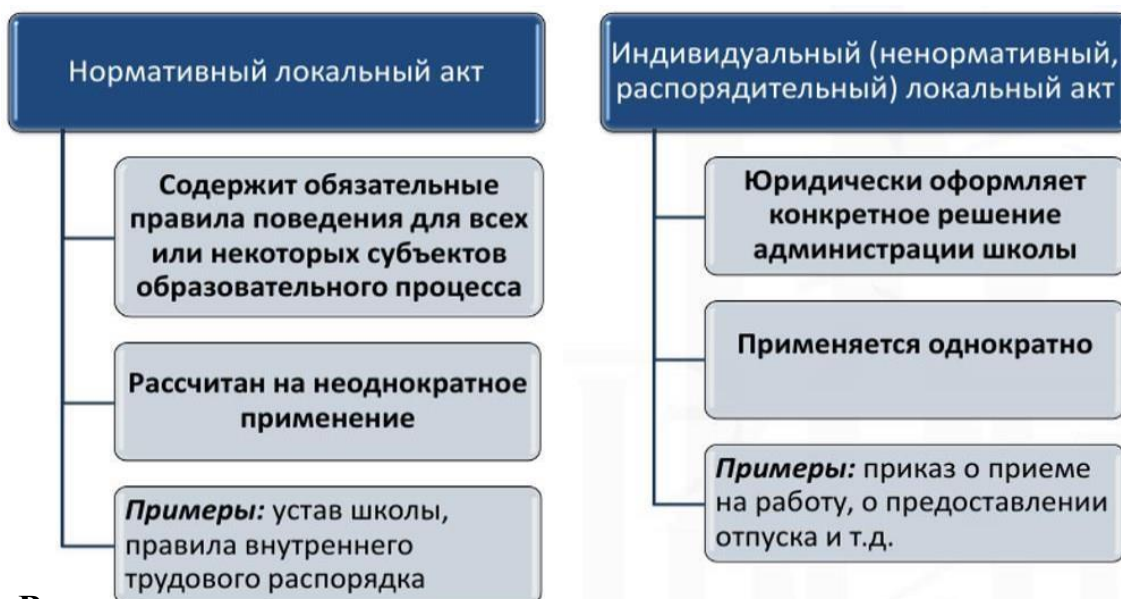 Нормативный локальный акт
Содержит обязательные
правила поведения для всех
или некоторых субъектов
образовательного процесса
Рассчитан на неоднократное
применение
Примеры: устав школы,
правила внутреннего
трудового распорядка
Индивидуальный (ненормативный,
распорядительный) локальный акт
Юридически оформляет
конкретное решение
администрации школы
Применяется однократно
Примеры: приказ о приеме
на работу, о предоставлении
отпуска и т.д.